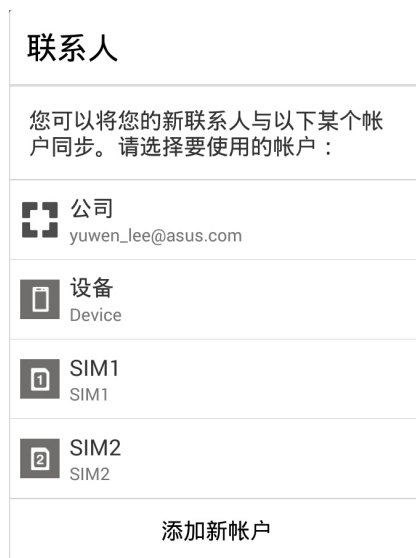 联系人
您可以将您的新联系人与以下某个帐
户同步。请选择要使用的帐户：
公司
yuwen_lee@asus.com
设备
Device
1
SIM1
SIM1
2
SIM2
SIM2
添加新帐户